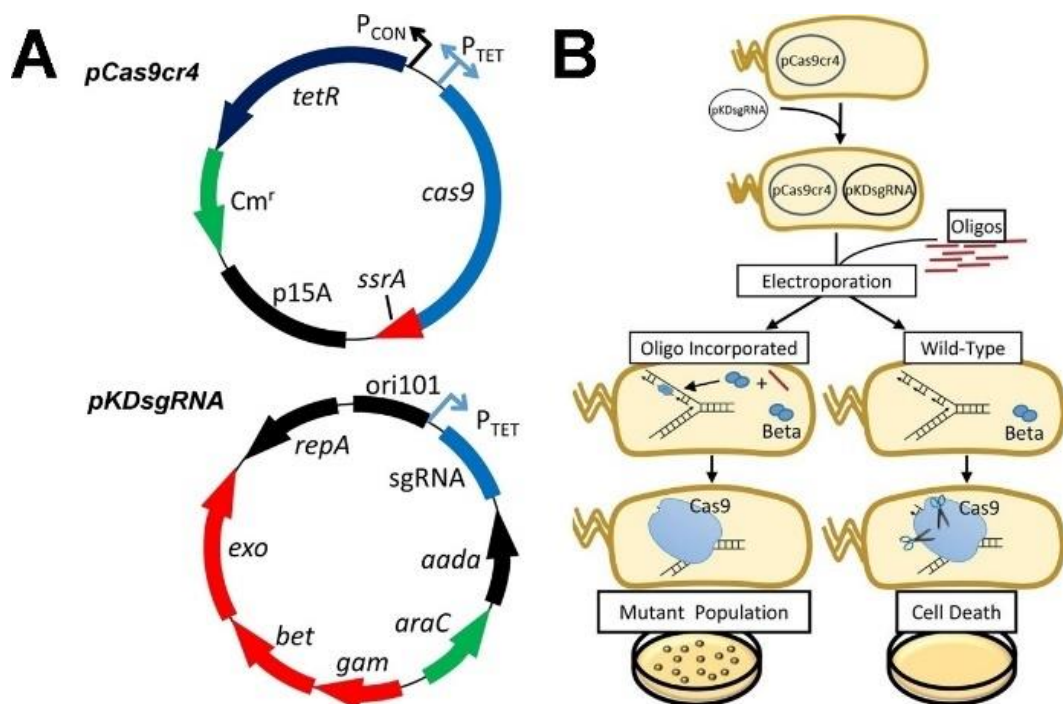 A
pCas9cr4
PCON
PTET
tetR
cas9
Cmr
p15A
ssrA
pKDsgRNA
ori101
PTET
repA
sgRNA
exo
aada
bet
araC
gam
B
pCas9cr4
pKDsgRNA
pCas9cr4
pKDsgRNA
Oligos
Electroporation
Oligo Incorporated
Wild-Type
+
Beta
Beta
Cas9
Cas9
Mutant Population
Cell Death